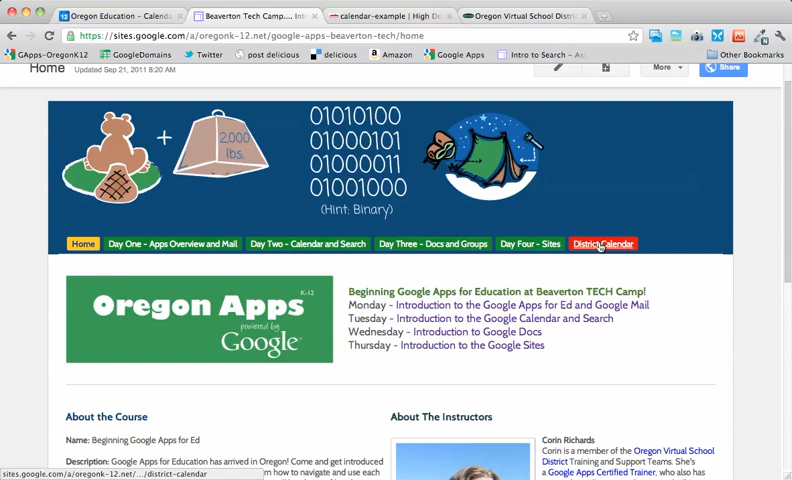 Oregon Education - Calenda
Beaverton Tech Camp.... Int
calendar-example | High De
Oregon Virtual School Distri
sites.google.com/a/oregonk-12.net/google-apps-beaverton-tech/home
GApps-OregonK12
GoogleDomains
Twitter
post delicious
delicious
Amazon
Google Apps
Intro to Search - As
Other Bookmarks
Home
Updated Sep 21, 2011 8:20 AM
More
Share
+
2,000
lbs.
01010100
01000101
01000011
01001000
(Hint: Binary)
Home
Day One - Apps Overview and Mail
Day Two - Calendar and Search
Day Three - Docs and Groups
Day Four - Sites
District Calendar
Oregon Apps
K-12
powered by
Google
Beginning Google Apps for Education at Beaverton TECH Camp!
Monday - Introduction to the Google Apps for Ed and Google Mail
Tuesday - Introduction to the Google Calendar and Search
Wednesday - Introduction to Google Docs
Thursday - Introduction to the Google Sites
About the Course
Name: Beginning Google Apps for Ed
Description: Google Apps for Education has arrived in Oregon! Come and get introduced
rn how to navigate and use each
About The Instructors
Corin Richards
Corin is a member of the Oregon Virtual School
District Training and Support Teams. She's
a Google Apps Certified Trainer, who also has
sites.google.com/a/oregonk-12.net/.../district-calendar